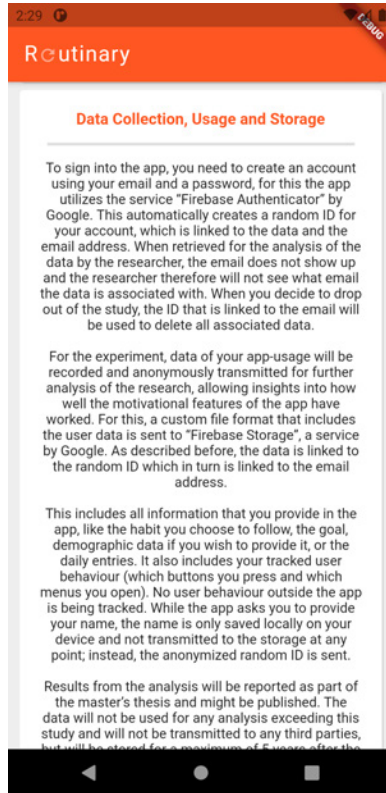 2:29
DEBUG
Routinary
Data Collection, Usage and Storage
To sign into the app, you need to create an account
using your email and a password, for this the app
utilizes the service “Firebase Authenticator” by
Google. This automatically creates a random ID for
your account, which is linked to the data and the
email address. When retrieved for the analysis of the
data by the researcher, the email does not show up
and the researcher therefore will not see what email
the data is associated with. When you decide to drop
out of the study, the ID that is linked to the email will
be used to delete all associated data.
For the experiment, data of your app-usage will be
recorded and anonymously transmitted for further
analysis of the research, allowing insights into how
well the motivational features of the app have
worked. For this, a custom file format that includes
the user data is sent to “Firebase Storage”, a service
by Google. As described before, the data is linked to
the random ID which in turn is linked to the email
address.
This includes all information that you provide in the
app, like the habit you choose to follow, the goal,
demographic data if you wish to provide it, or the
daily entries. It also includes your tracked user
behaviour (which buttons you press and which
menus you open). No user behaviour outside the app
is being tracked. While the app asks you to provide
your name, the name is only saved locally on your
device and not transmitted to the storage at any
point; instead, the anonymized random ID is sent.
Results from the analysis will be reported as part of
the master’s thesis and might be published. The
data will not be used for any analysis exceeding this
study and will not be transmitted to any third parties,
but will be stored for a maximum of 5 years after the